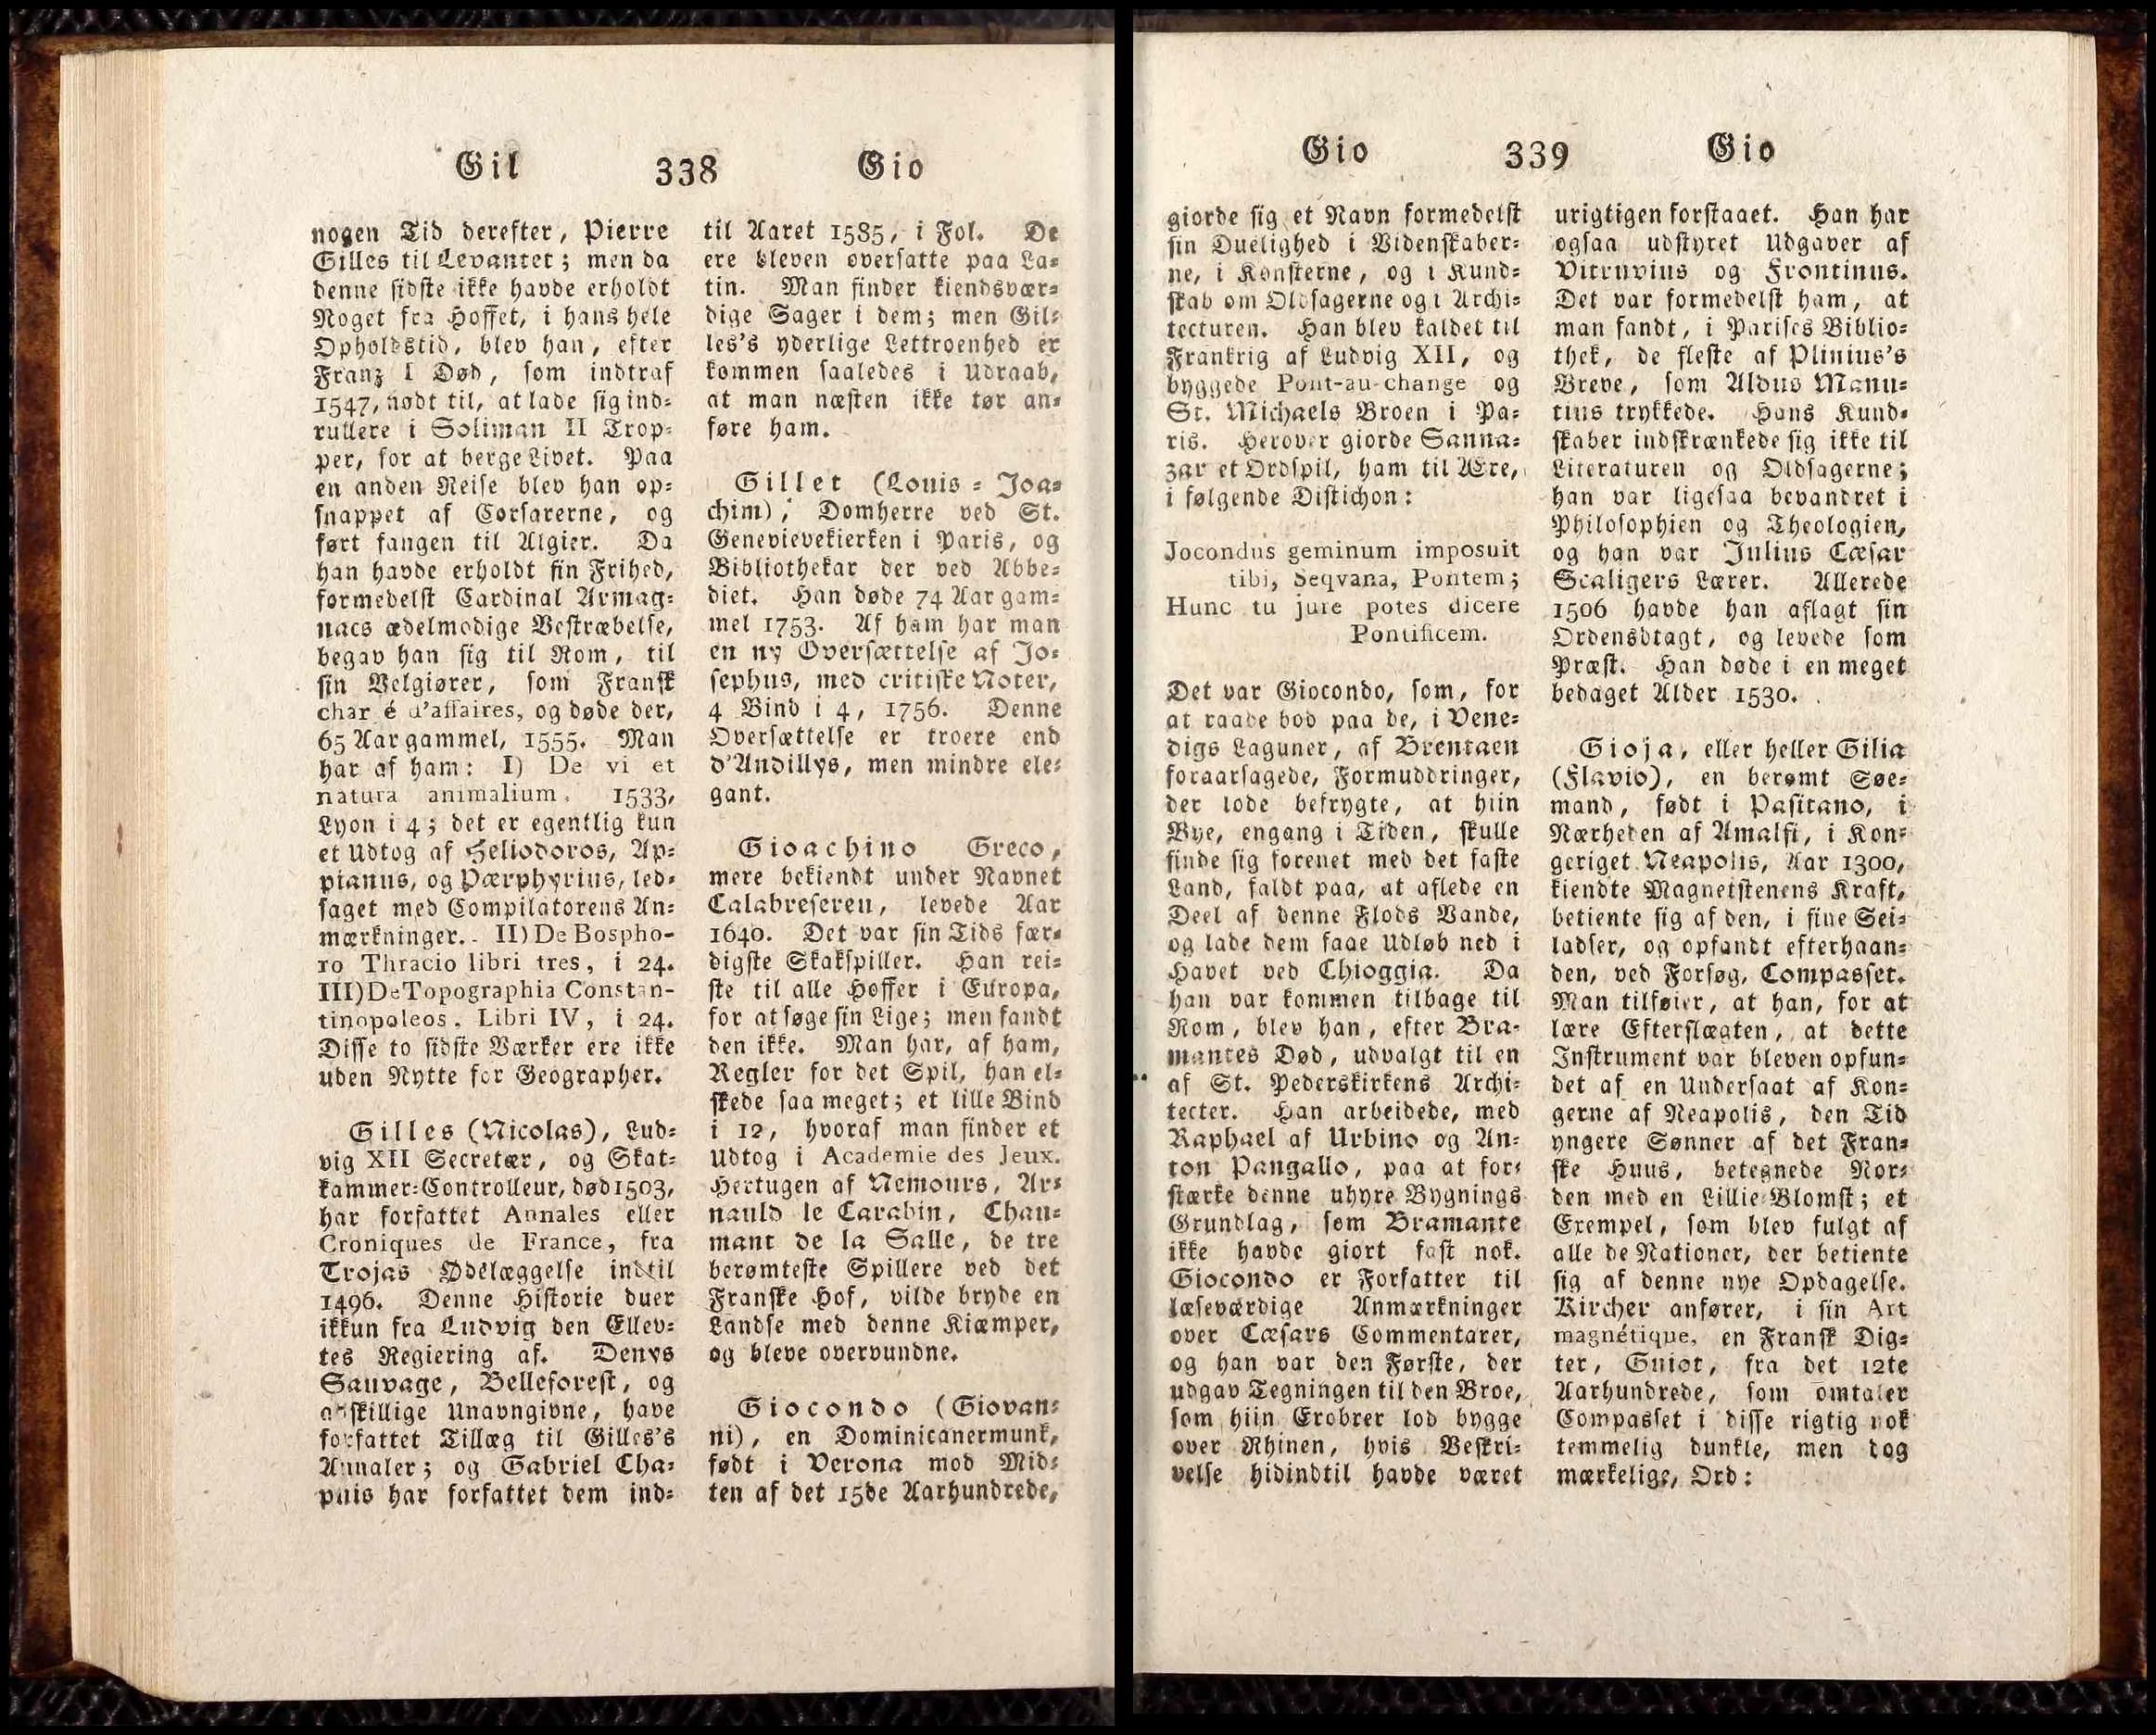 Gil 338 Gio
nogen Tid derefter, Pierre
Gilles til Levantet; men da
denne sidste ikke havde erholdt
Noget fra Hoffet, i hans hele
Opholdstid, blev han, efter
Franz I Død, som indtraf
1547, nødt til, at lade sig ind-
rullere i Soliman II Trop-
per, for at berge Livet. Paa
en anden Reise blev han op-
snappet af Corsarerne, og
ført fangen til Algier. Da
han havde erholdt sin Frihed,
formedelst Cardinal Armag-
nacs ædelmodige Bestræbelse,
begav han sig til Rom, til
sin Velgiører, som Fransk
char é d'affaires, og døde der,
65 Aar gammel, 1555. Man
har af ham: I) De vi et
natura animalium. 1533,
Lyon i 4; det er egentlig kun
et Udtog af Heliodoros, Ap-
pianus, og Pærphyrius, led-
saget med Compilatorens An-
mærkninger. II) De Bospho-
ro Thracio libri tres, i 24.
III) De Topographia Constan-
tinopoleos. Libri IV, i 24.
Disse to sidste Værker ere ikke
uden Nytte for Geographer.
Gilles (Nicolas), Lud-
vig XII Secretær, og Skat-
kammer-Controlleur, død 1503,
har forfattet Annales eller
Croniques de France, fra
Trojas Ødelæggelse indtil
1496. Denne Historie duer
ikkun fra Ludvig den Ellev-
tes Regiering af. Denys
Sauvage, Belleforest, og
adskillige Unavngivne, have
forfattet Tillæg til Gilles's
Annaler; og Gabriel Cha-
puis har forfattet dem ind-
til Aaret 1585, i Fol. De
ere bleven oversatte paa La-
tin. Man finder kiendsvær-
dige Sager i dem; men Gil-
les's yderlige Lettroenhed er
kommen saaledes i Udraab,
at man næsten ikke tør an-
føre ham.
Gillet (Louis-Joa-
chim), Domherre ved St.
Genevievekierken i Paris, og
Bibliothekar der ved Abbe-
diet. Han døde 74 Aar gam-
mel 1753. Af ham har man
en ny Oversættelse af Jo-
sephus, med critiske Noter,
4 Bind i 4, 1756. Denne
Oversættelse er troere end
d'Andillys, men mindre ele-
gant.
Gioachino Greco,
mere bekiendt under Navnet
Calabreseren, levede Aar
1640. Det var sin Tids fær-
digste Skakspiller. Han rei-
ste til alle Hoffer i Europa,
for at søge sin Lige; men fandt
den ikke. Man har, af ham,
Regler for det Spil, han el-
skede saa meget; et lille Bind
i 12, hvoraf man finder et
Udtog i Academie des Jeux.
Hertugen af Nemours, Ar-
nauld le Carabin, Chau-
mant de la Salle, de tre
berømteste Spillere ved det
Franske Hof, vilde bryde en
Landse med denne Kiæmper,
og bleve overvundne.
Giocondo (Giovan-
ni), en Dominicanermunk,
født i Verona mod Mid-
ten af det 15de Aarhundrede,
Gio 339 Gio
giorde sig et Navn formedelst
sin Duelighed i Videnskaber-
ne, i Konsterne, og i Kund-
skab om Oldsagerne og i Archi-
tecturen. Han blev kaldet til
Frankrig af Ludvig XII, og
byggede Pont-au-change og
St. Michaels Broen i Pa-
ris. Herover giorde Sanna-
zar et Ordspil, ham til Ære,
i følgende Distichon:
Jocondus geminum imposuit
tibi, Seqvana, Pontem;
Hunc tu jure potes dicere
Pontificem.
Det var Giocondo, som, for
at raade bod paa de, i Vene-
digs Laguner, af Brentaen
foraarsagede, Formuddringer,
der lode befrygte, at hiin
Bye, engang i Tiden, skulle
finde sig forenet med det faste
Land, faldt paa, at aflede en
Deel af denne Flods Vande,
og lade dem faae Udløb ned i
Havet ved Chioggia. Da
han var kommen tilbage til
Rom, blev han, efter Bra-
mantes Død, udvalgt til en
af St. Pederskirkens Archi-
tecter. Han arbeidede, med
Raphael af Urbino og An-
ton Pangallo, paa at for-
stærke denne uhyre Bygnings
Grundlag, som Bramante
ikke havde giort fast nok.
Giocondo er Forfatter til
læseværdige Anmærkninger
over Cæsars Commentarer,
og han var den Første, der
udgav Tegningen til den Broe,
som hiin Erobrer lod bygge
over Rhinen, hvis Beskri-
velse hidindtil havde været
urigtigen forstaaet. Han har
ogsaa udstyret Udgaver af
Vitruvius og Frontinus.
Det var formedelst ham, at
man fandt, i Parises Biblio-
thek, de fleste af Plinius's
Breve, som Aldus Manu-
tius trykkede. Hans Kund-
skaber indskrænkede sig ikke til
Literaturen og Oldsagerne;
han var ligesaa bevandret i
Philosophien og Theologien,
og han var Julius Cæsar
Scaligers Lærer. Allerede
1506 havde han aflagt sin
Ordensdtagt, og levede som
Præst. Han døde i en meget
bedaget Alder 1530.
Gioja, eller heller Gilia
(Flavio), en berømt Søe-
mand, født i Pasitano, i
Nærheden af Amalfi, i Kon-
geriget Neapolis, Aar 1300,
kiendte Magnetstenens Kraft,
betiente sig af den, i sine Sei-
ladser, og opfandt efterhaan-
den, ved Forsøg, Compasset.
Man tilføier, at han, for at
lære Efterslægten, at dette
Instrument var bleven opfun-
det af en Undersaat af Kon-
gerne af Neapolis, den Tid
yngere Sønner af det Fran-
ske Huus, betegnede Nor-
den med en Lillie-Blomst; et
Exempel, som blev fulgt af
alle de Nationer, der betiente
sig af denne nye Opdagelse.
Kircher anfører, i sin Art
magnétique, en Fransk Dig-
ter, Guiot, fra det 12te
Aarhundrede, som omtaler
Compasset i disse rigtig nok
temmelig dunkle, men dog
mærkelige, Ord: